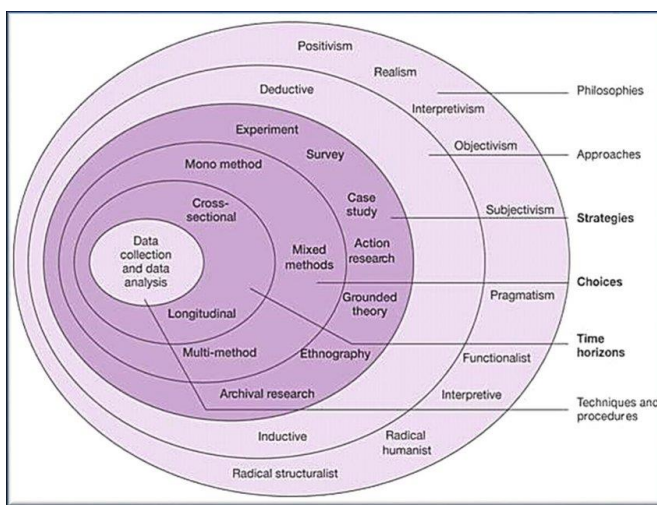 Positivism
Realism
Philosophies
Deductive
Interpretivism
Experiment
Objectivism
Survey
Approaches
Mono method
Case
study
Cross-
sectional
Subjectivism
Strategies
Data
collection
and data
analysis
Mixed
methods
Action
research
Choices
Pragmatism
Grounded
theory
Longitudinal
Time
horizons
Multi-method
Ethnography
Functionalist
Archival research
Interpretive
Techniques and
procedures
Inductive
Radical
humanist
Radical structuralist